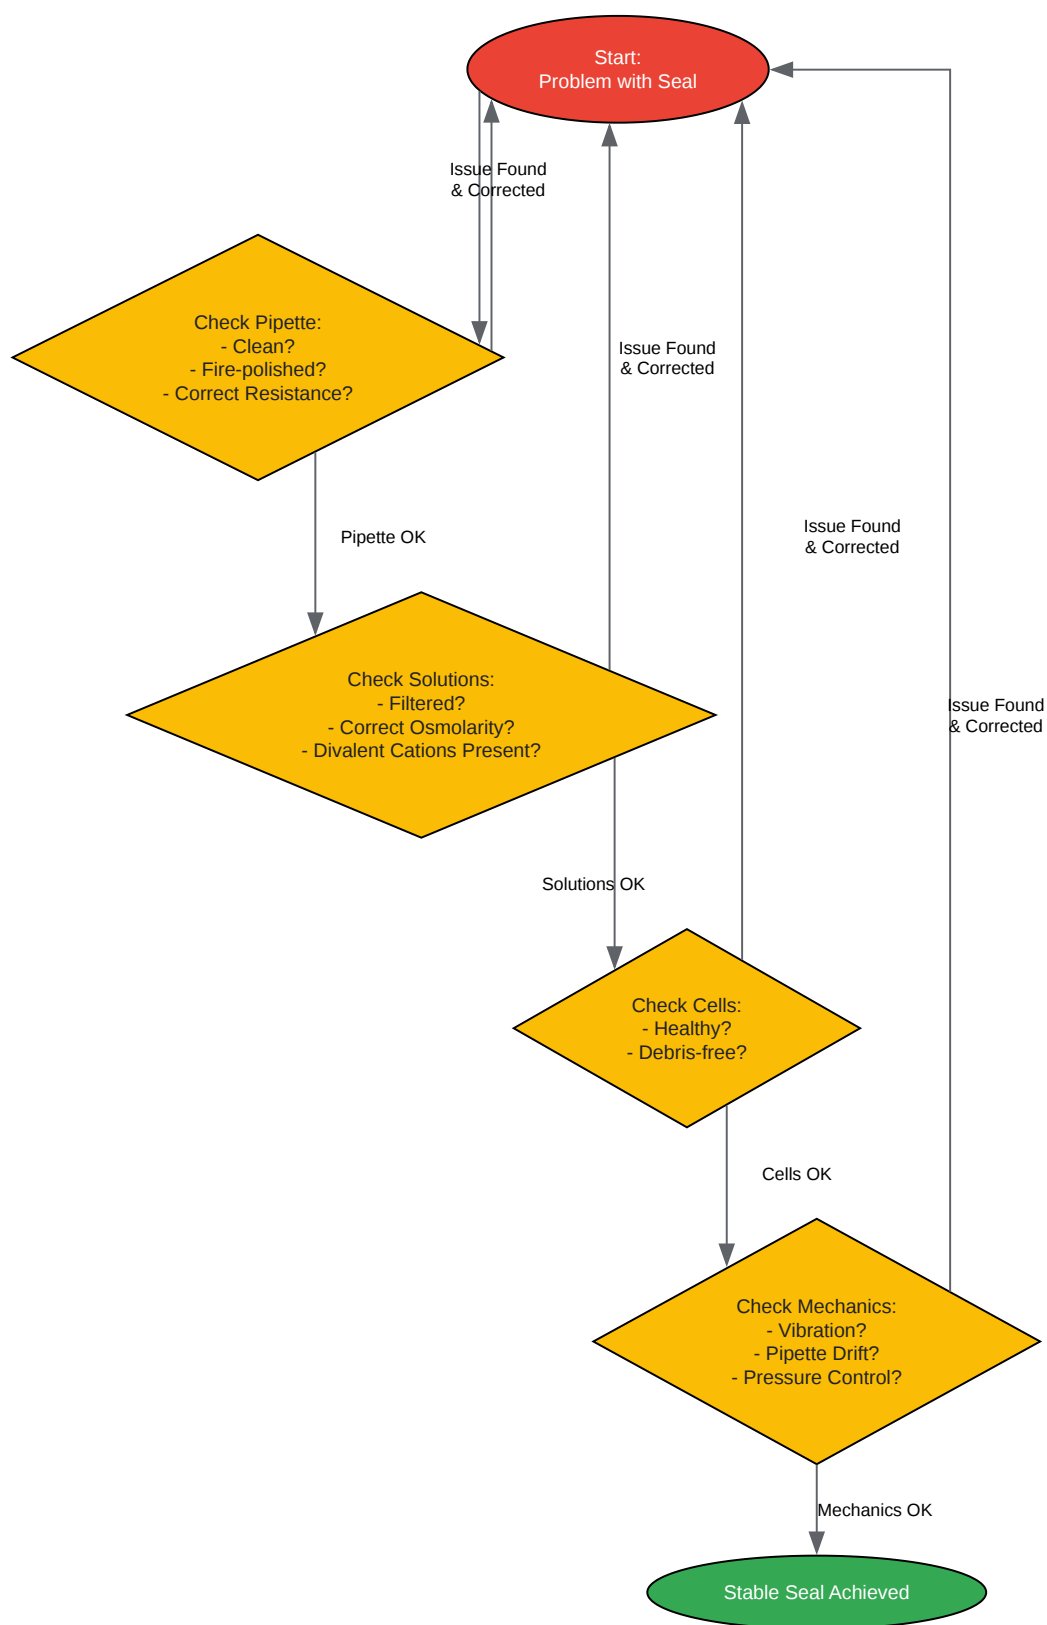 Start:
Problem with Seal
Issue Found
& Corrected
Check Pipette:
- Clean?
- Fire-polished?
- Correct Resistance?
Issue Found
& Corrected
Pipette OK
Issue Found
& Corrected
Check Solutions:
- Filtered?
- Correct Osmolarity?
- Divalent Cations Present?
Issue Found
& Corrected
Solutions OK
Check Cells:
- Healthy?
- Debris-free?
Cells OK
Check Mechanics:
- Vibration?
- Pipette Drift?
- Pressure Control?
Mechanics OK
Stable Seal Achieved